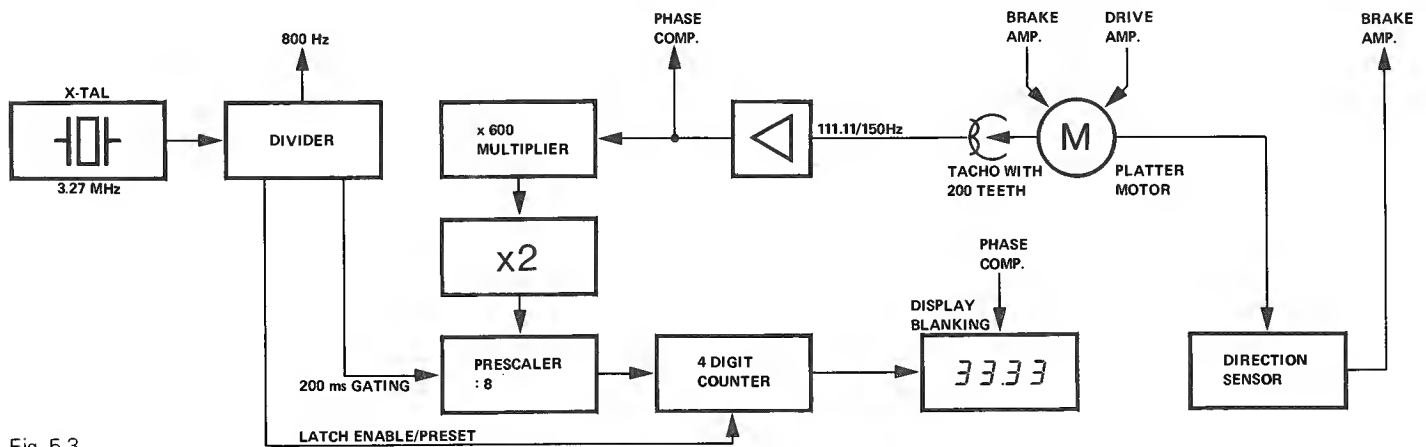 PHASE
COMP.
BRAKE
AMP.
DRIVE
AMP.
BRAKE
AMP.
800 Hz
X-TAL
3.27 MHz
DIVIDER
x 600
MULTIPLIER
111.11/150Hz
TACHO WITH
200 TEETH
M
PLATTER
MOTOR
x2
PHASE
COMP.
DISPLAY
BLANKING
200 ms GATING
PRESCALER
: 8
4 DIGIT
COUNTER
33.33
DIRECTION
SENSOR
LATCH ENABLE/PRESET
Fig. 5.3